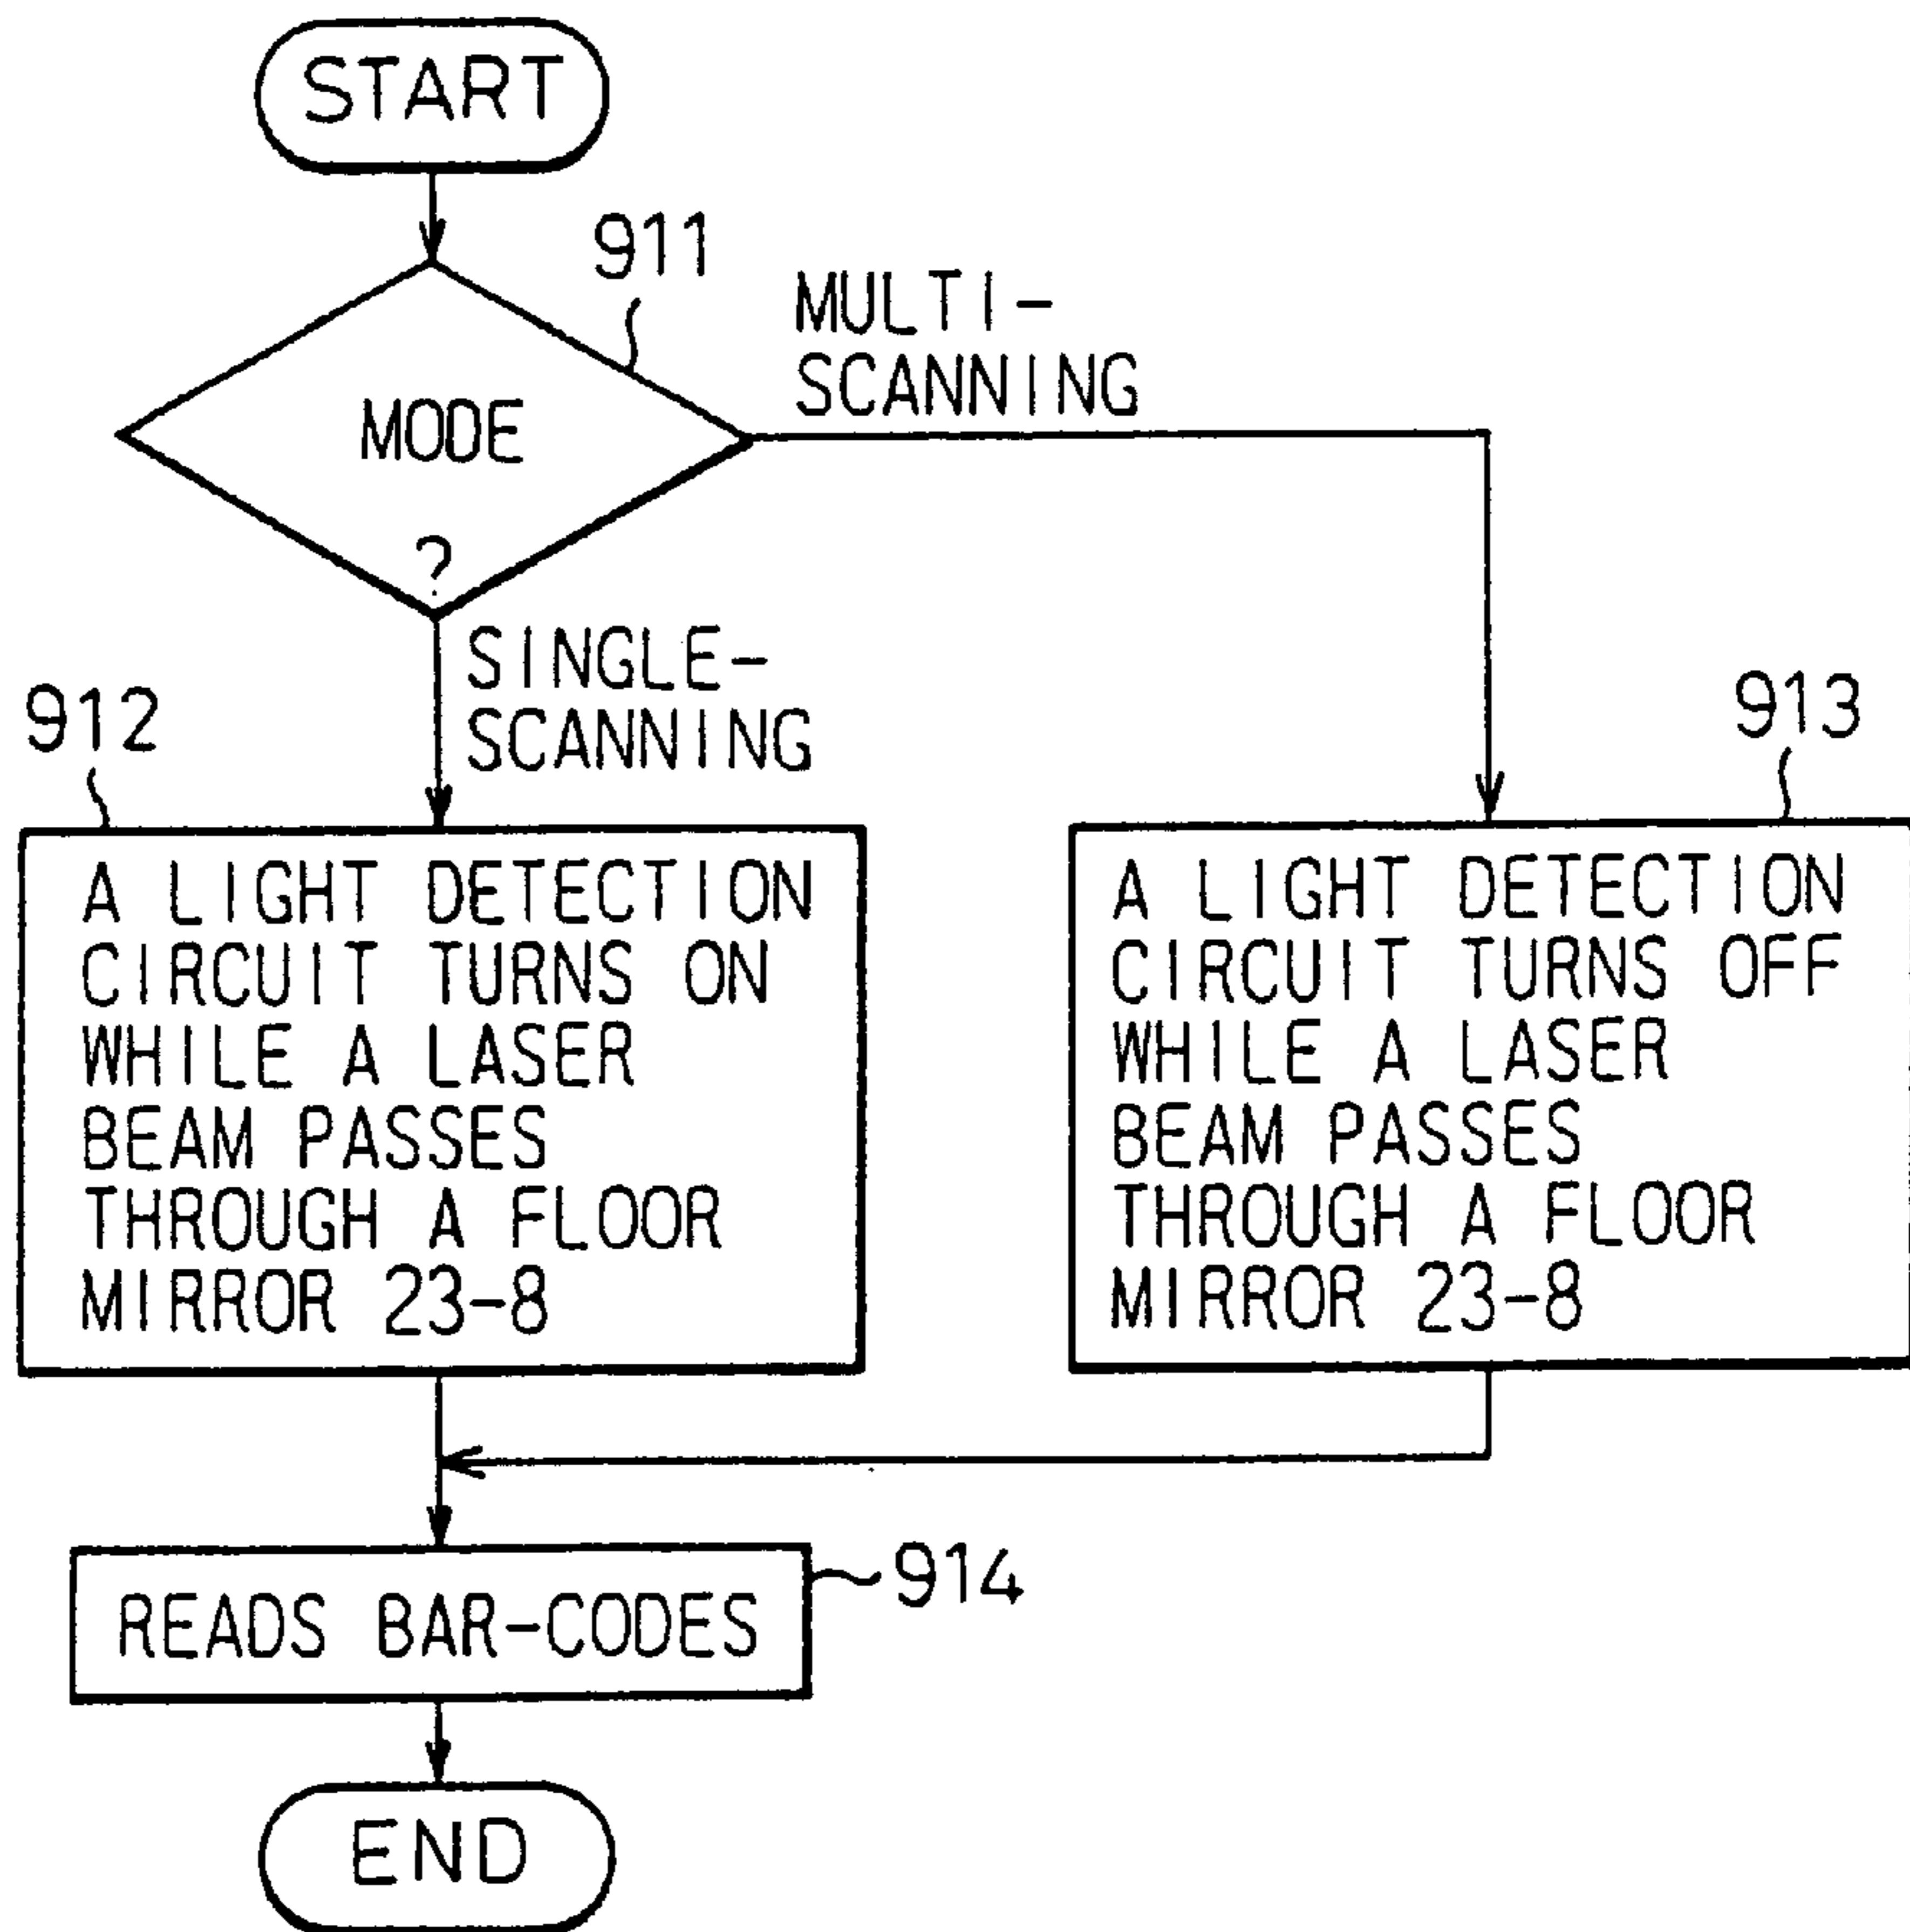 START
911
MULTI-
SCANNING
MODE
?
SINGLE-
SCANNING
912
913
A LIGHT DETECTION
CIRCUIT TURNS ON
WHILE A LASER
BEAM PASSES
THROUGH A FLOOR
MIRROR 23-8
A LIGHT DETECTION
CIRCUIT TURNS OFF
WHILE A LASER
BEAM PASSES
THROUGH A FLOOR
MIRROR 23-8
READS BAR-CODES
914
END